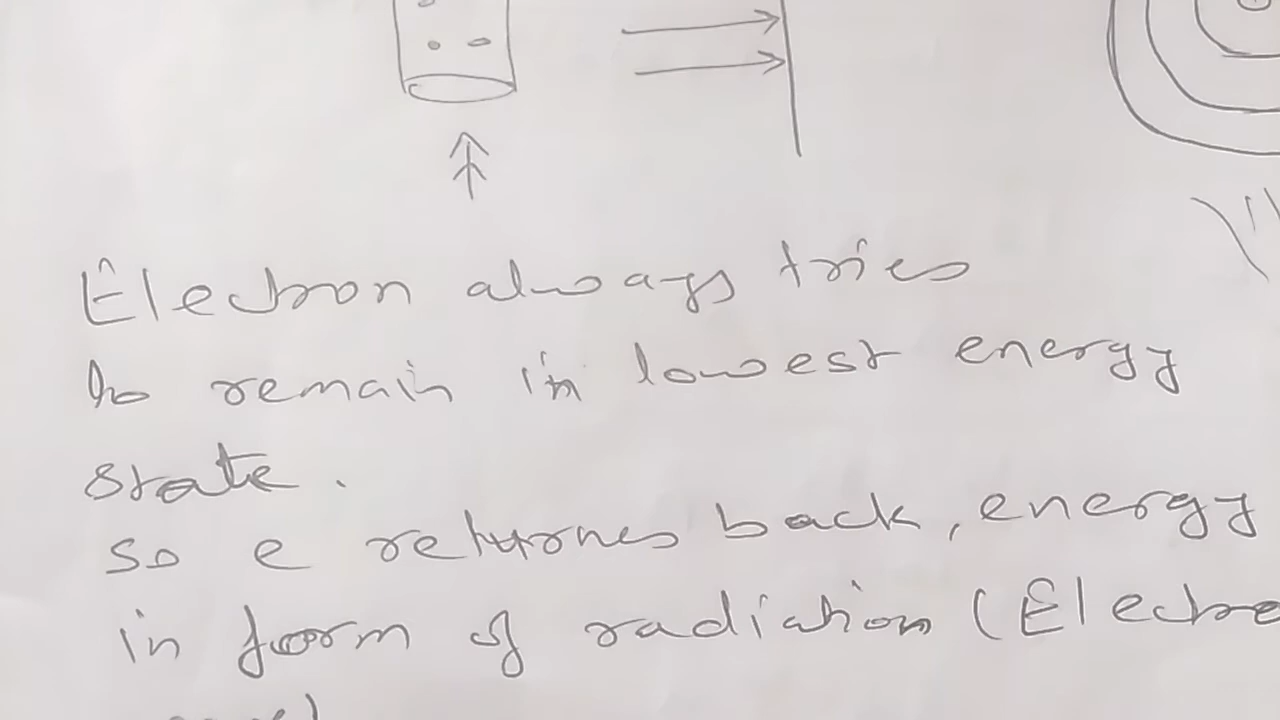 Electron always tries
to remain in lowest energy
state.
so e returnes back, energy
in form of radiation (Electro